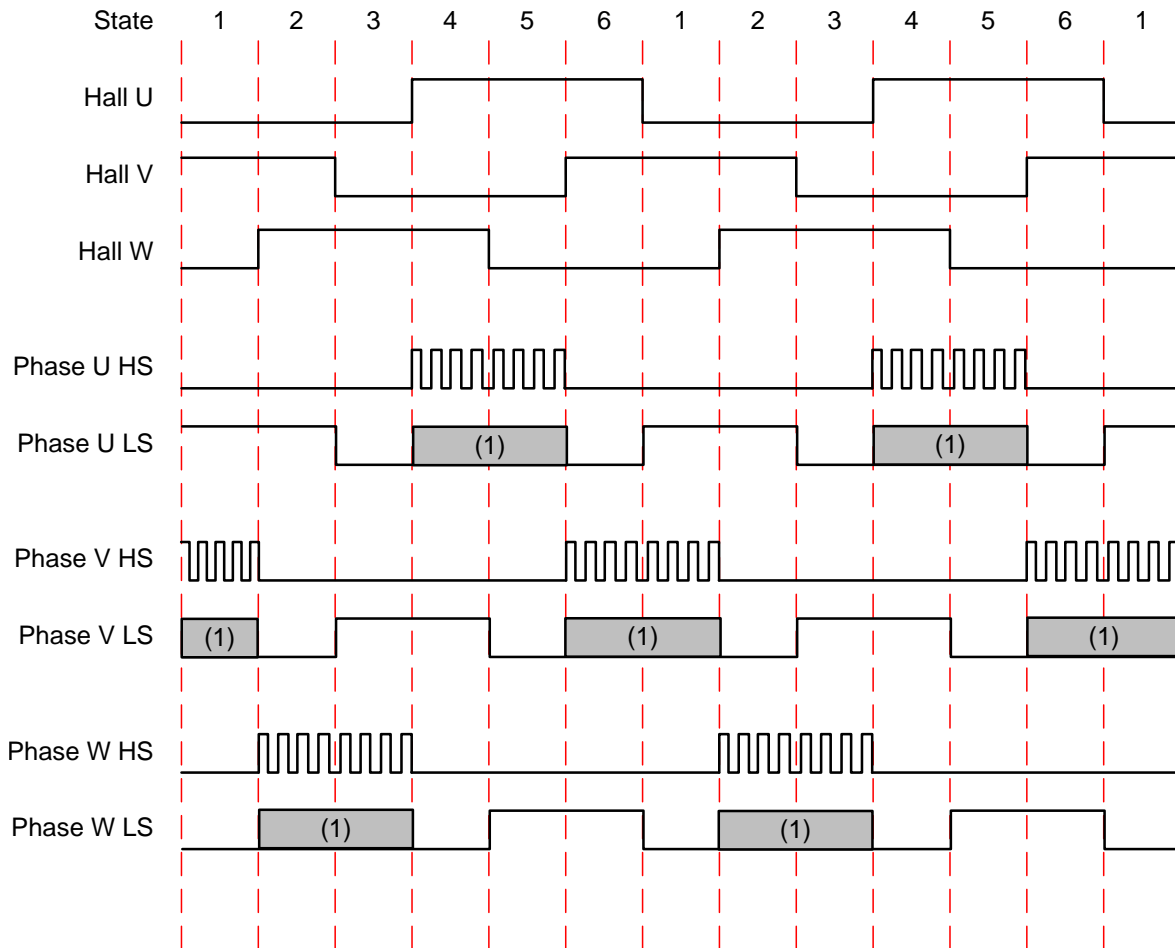 State 1 2 3 4 5 6 1 2 3 4 5 6 1
Hall U
Hall V
Hall W
Phase U HS
Phase U LS (1) (1)
Phase V HS
Phase V LS (1) (1) (1)
Phase W HS
Phase W LS (1) (1)